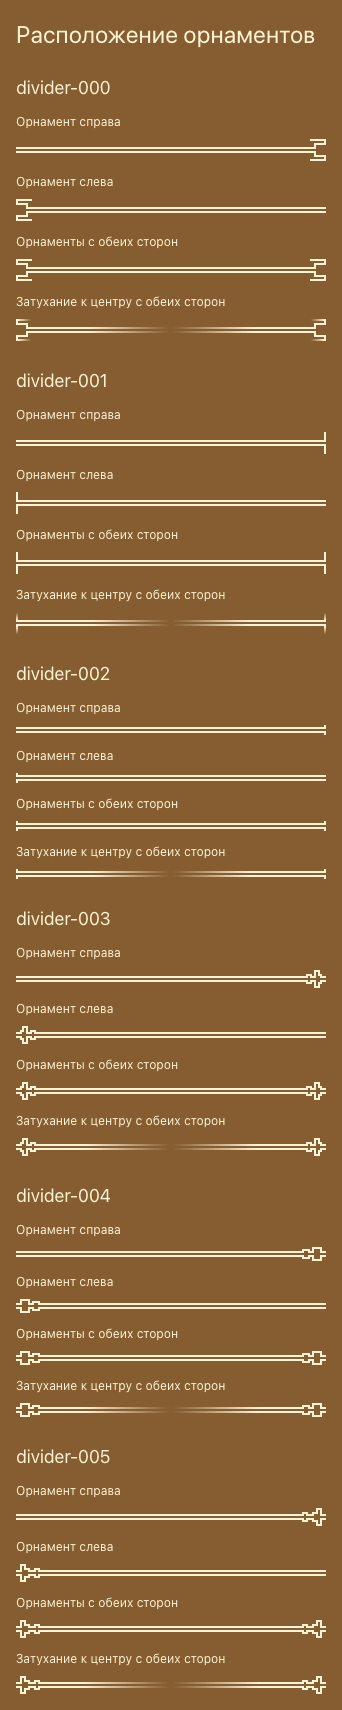 Расположение орнаментов
divider-000
Орнамент справа
Орнамент слева
Орнаменты с обеих сторон
Затухание к центру с обеих сторон
divider-001
Орнамент справа
Орнамент слева
Орнаменты с обеих сторон
Затухание к центру с обеих сторон
divider-002
Орнамент справа
Орнамент слева
Орнаменты с обеих сторон
Затухание к центру с обеих сторон
divider-003
Орнамент справа
Орнамент слева
Орнаменты с обеих сторон
Затухание к центру с обеих сторон
divider-004
Орнамент справа
Орнамент слева
Орнаменты с обеих сторон
Затухание к центру с обеих сторон
divider-005
Орнамент справа
Орнамент слева
Орнаменты с обеих сторон
Затухание к центру с обеих сторон